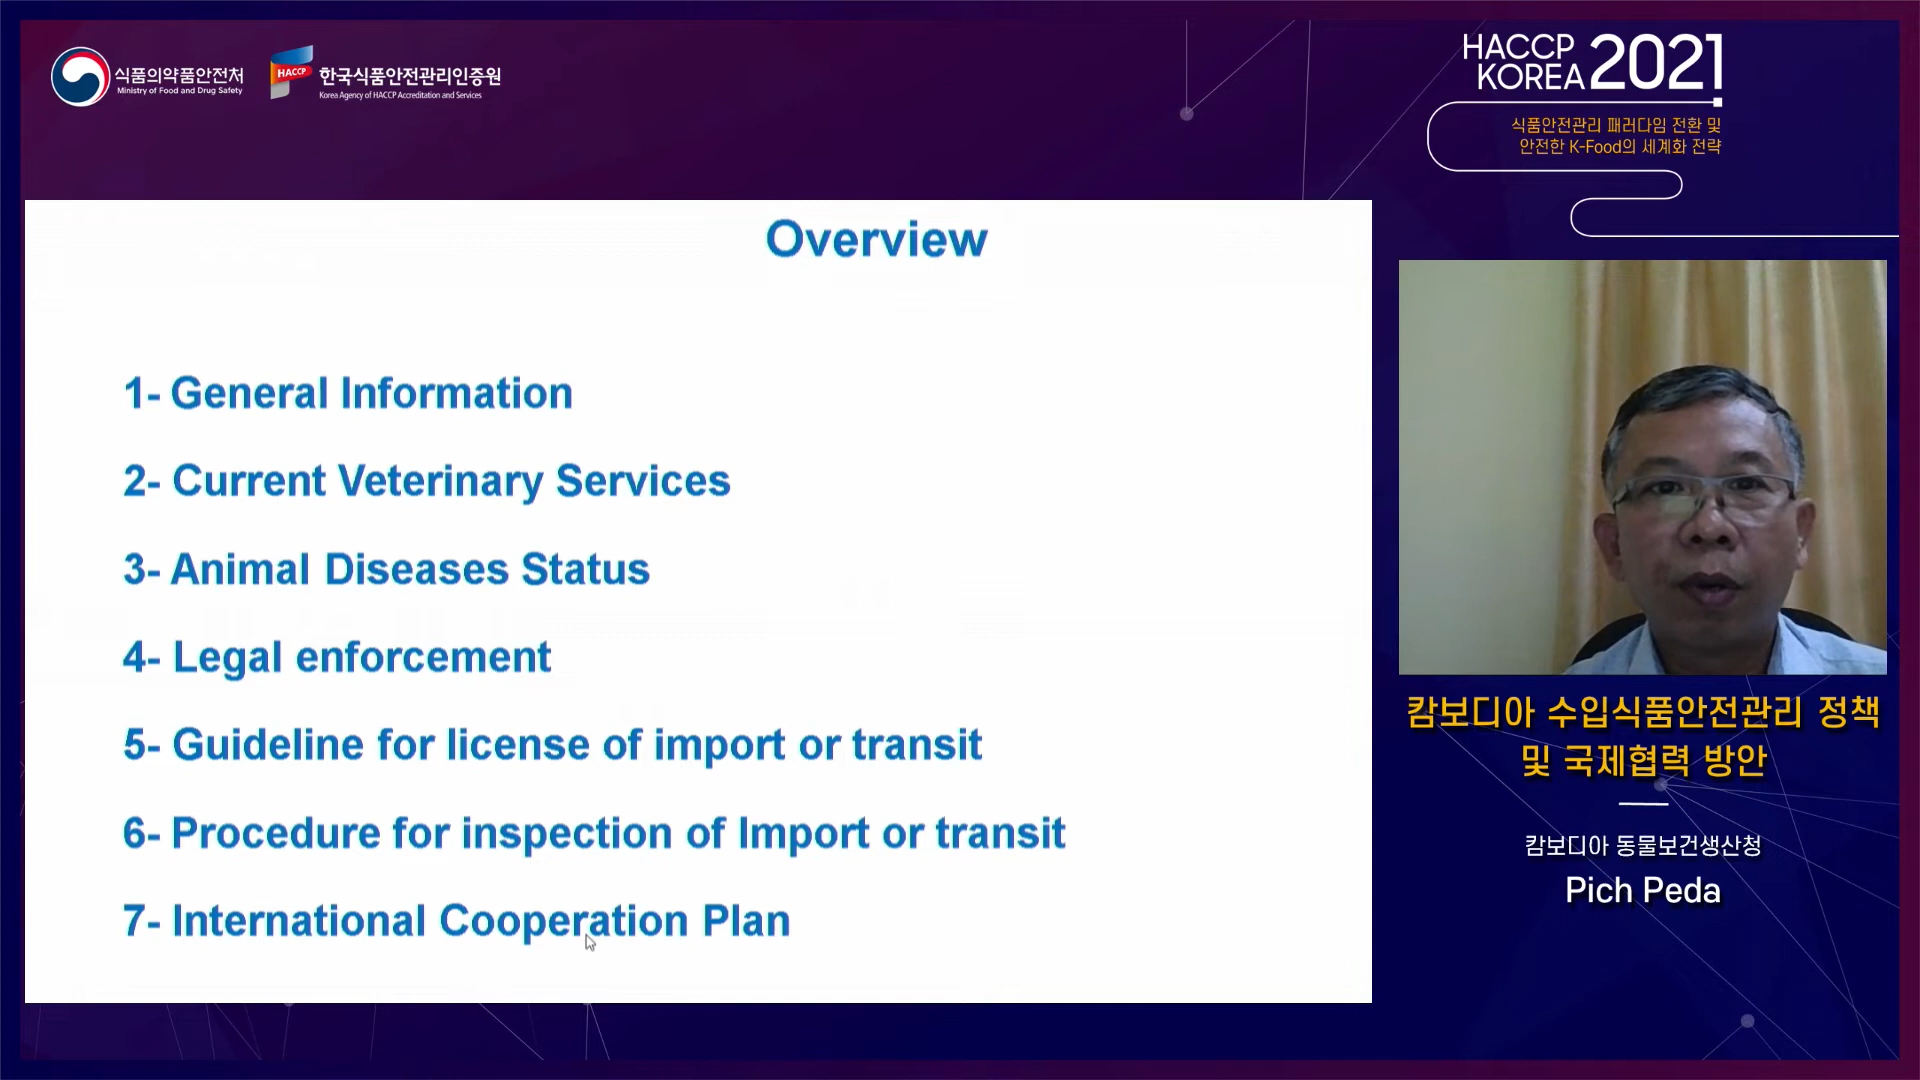 식품의약품안전처
Ministry of Food and Drug Safety
HACCP
한국식품안전관리인증원
Korea Agency of HACCP Accreditation and Services
HACCP
KOREA 2021
식품안전관리 패러다임 전환 및
안전한 K-Food의 세계화 전략
Overview
1- General Information
2- Current Veterinary Services
3- Animal Diseases Status
4- Legal enforcement
5- Guideline for license of import or transit
6- Procedure for inspection of Import or transit
7- International Cooperation Plan
캄보디아 수입식품안전관리 정책
및 국제협력 방안
캄보디아 동물보건생산청
Pich Peda